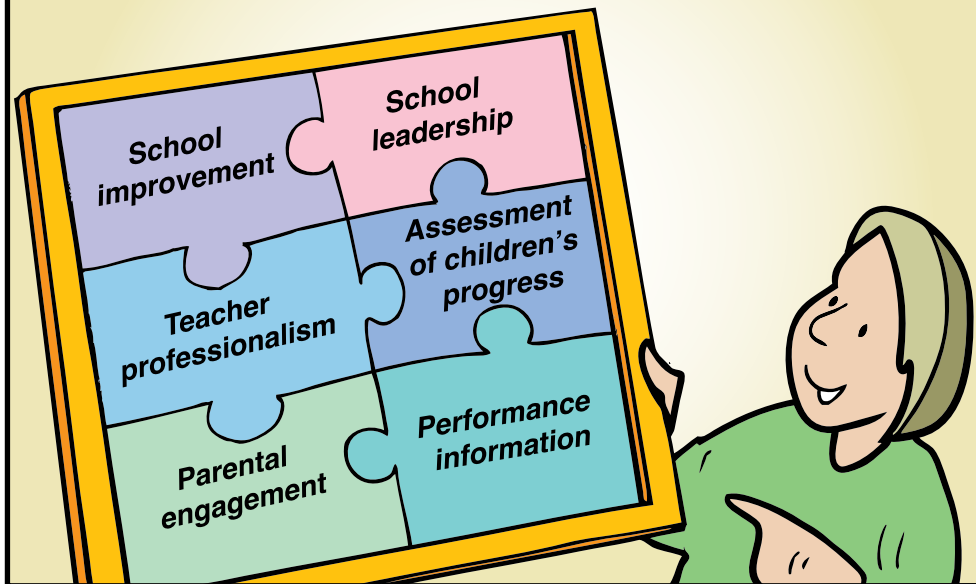 School
improvement
School
leadership
Teacher
professionalism
Assessment
of children’s
progress
Parental
engagement
Performance
information